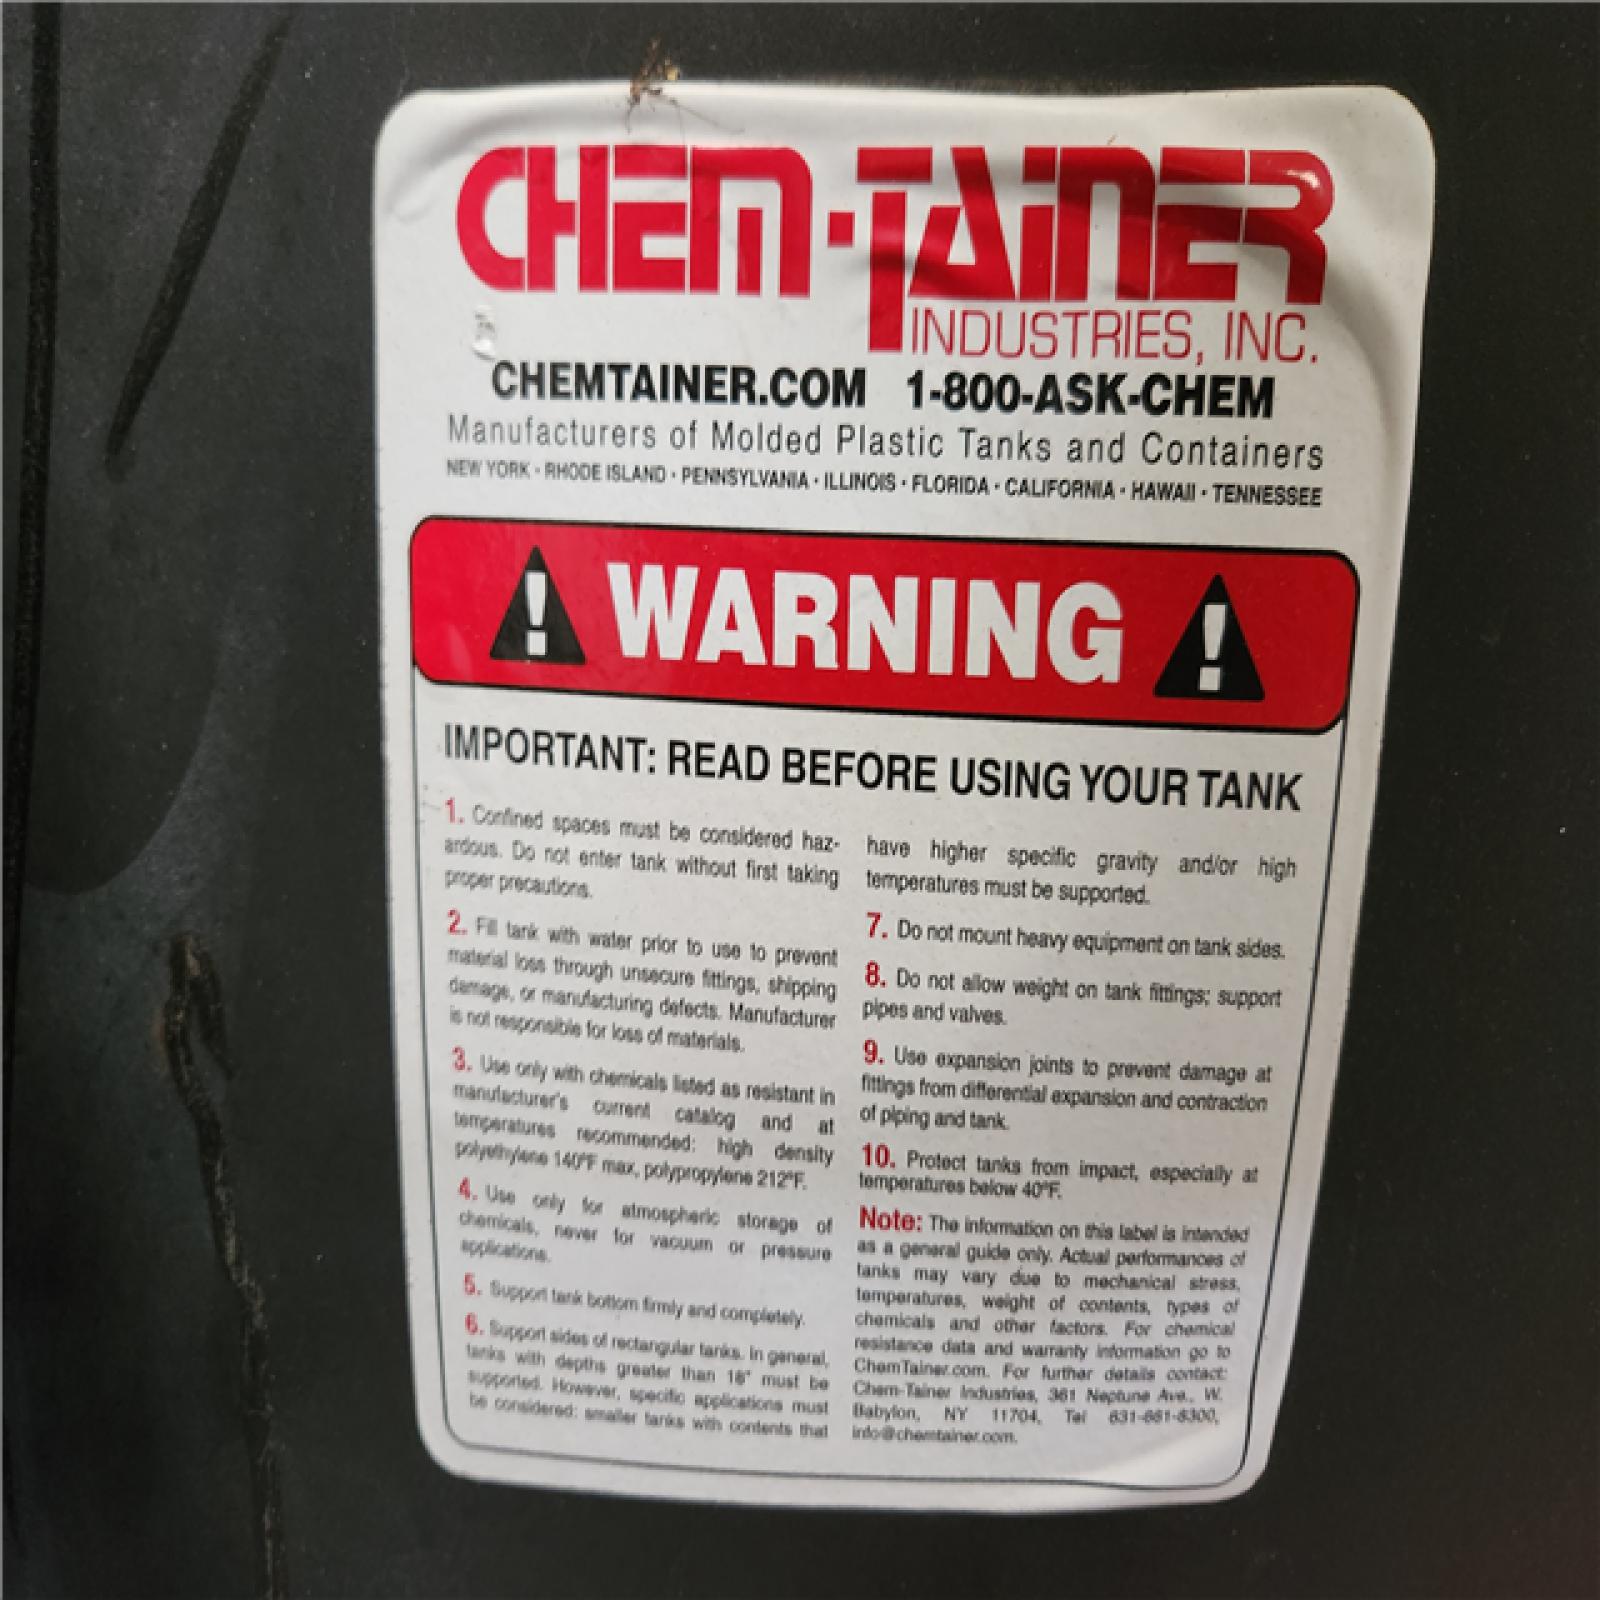 CHEM-TAINER
INDUSTRIES, INC.
CHEMTAINER.COM 1-800-ASK-CHEM
Manufacturers of Molded Plastic Tanks and Containers
NEW YORK · RHODE ISLAND · PENNSYLVANIA · ILLINOIS · FLORIDA · CALIFORNIA · HAWAII · TENNESSEE
! WARNING !
IMPORTANT: READ BEFORE USING YOUR TANK
1. Confined spaces must be considered haz-
ardous. Do not enter tank without first taking
proper precautions.
2. Fill tank with water prior to use to prevent
material loss through unsecure fittings, shipping
damage, or manufacturing defects. Manufacturer
is not responsible for loss of materials.
3. Use only with chemicals listed as resistant in
manufacturer's current catalog and at
temperatures recommended: high density
polyethylene 140ºF max, polypropylene 212ºF.
4. Use only for atmospheric storage of
chemicals, never for vacuum or pressure
applications.
5. Support tank bottom firmly and completely.
6. Support sides of rectangular tanks. In general,
tanks with depths greater than 18" must be
supported. However, specific applications must
be considered: smaller tanks with contents that
have higher specific gravity and/or high
temperatures must be supported.
7. Do not mount heavy equipment on tank sides.
8. Do not allow weight on tank fittings; support
pipes and valves.
9. Use expansion joints to prevent damage at
fittings from differential expansion and contraction
of piping and tank.
10. Protect tanks from impact, especially at
temperatures below 40ºF.
Note: The information on this label is intended
as a general guide only. Actual performances of
tanks may vary due to mechanical stress,
temperatures, weight of contents, types of
chemicals and other factors. For chemical
resistance data and warranty information go to
ChemTainer.com. For further details contact:
Chem-Tainer Industries, 361 Neptune Ave., W.
Babylon, NY 11704, Tel 631-661-8300,
info@chemtainer.com.